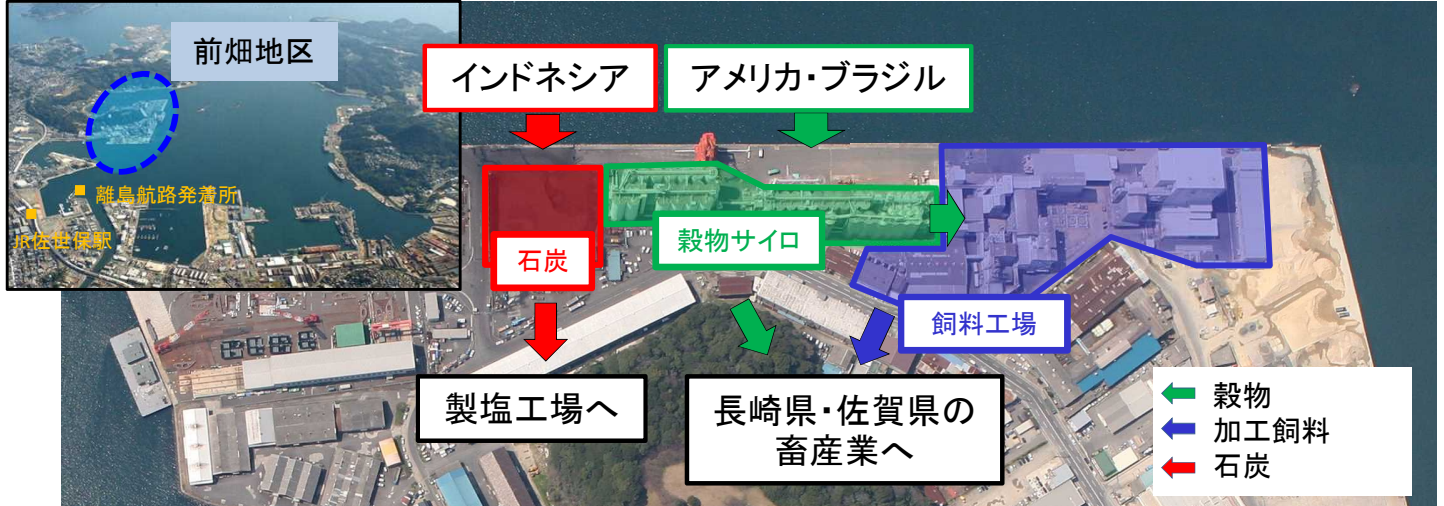 前畑地区
離島航路発着所
JR佐世保駅
インドネシア
アメリカ・ブラジル
石炭
穀物サイロ
飼料工場
製塩工場へ
長崎県・佐賀県の
畜産業へ
穀物
加工飼料
石炭